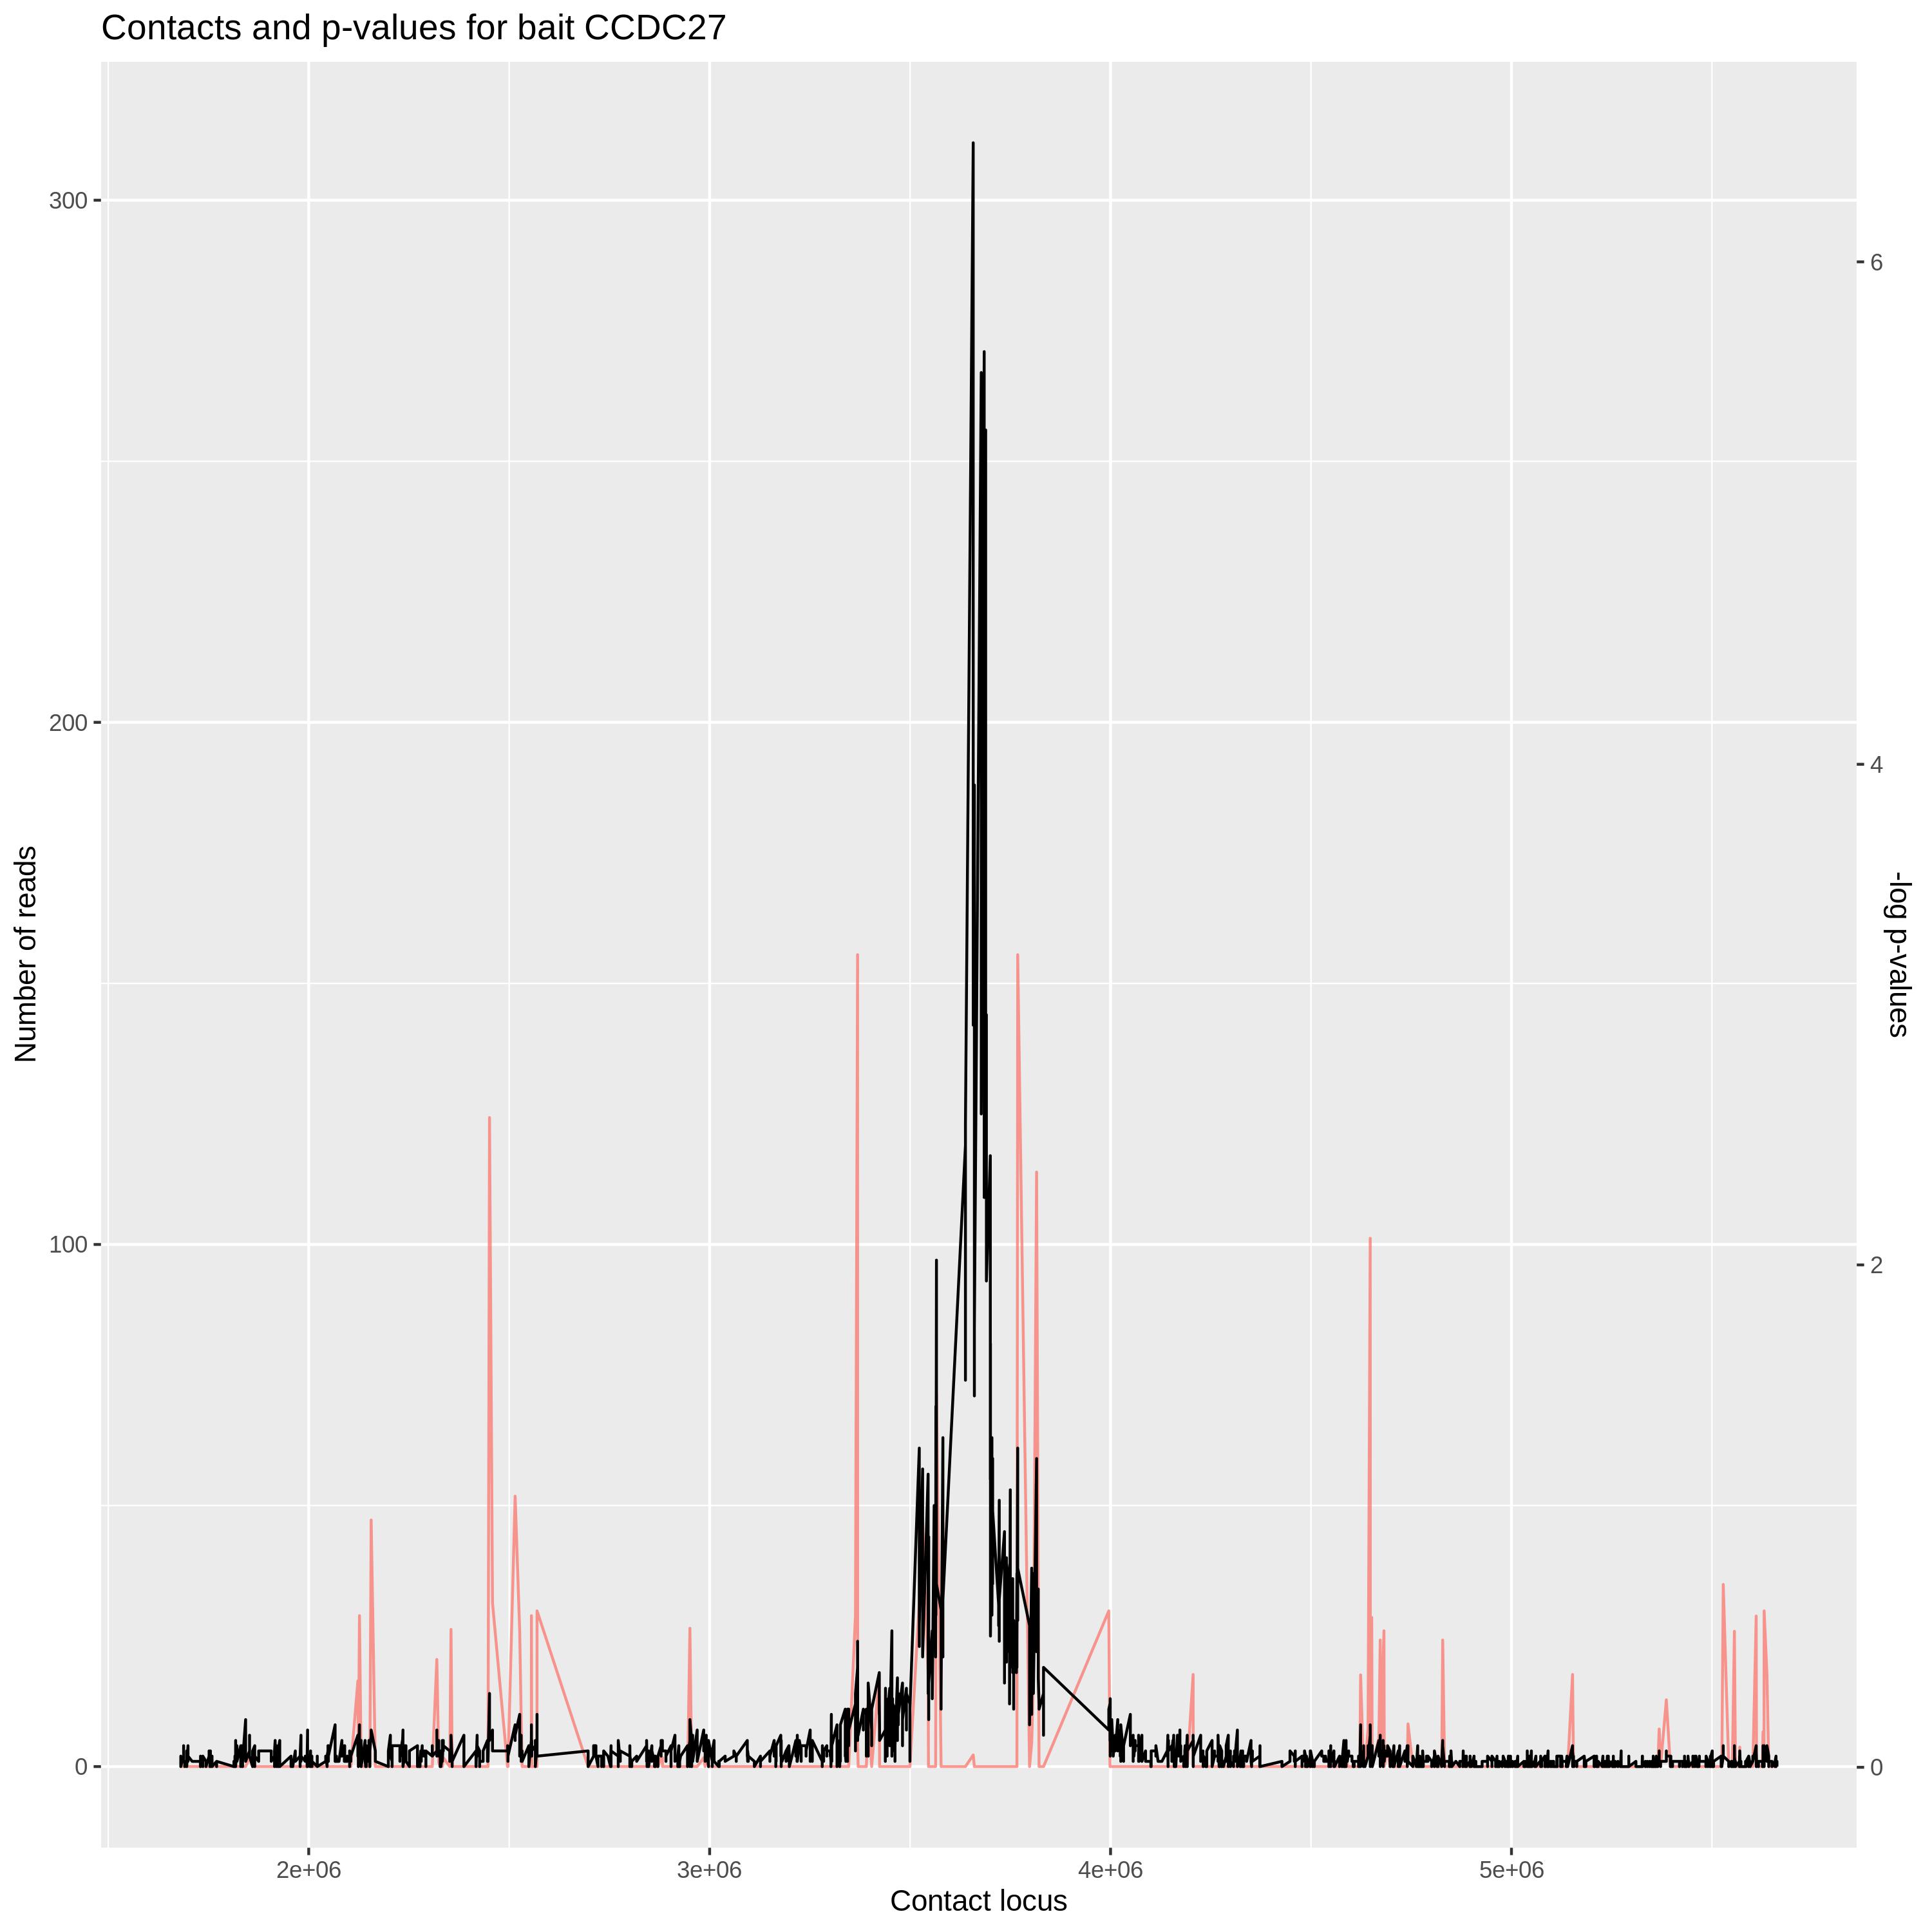 Contacts and p-values for bait CCDC27
300
200
100
0
6
4
2
0
Number of reads
-log p-values
2e+06
3e+06
4e+06
5e+06
Contact locus